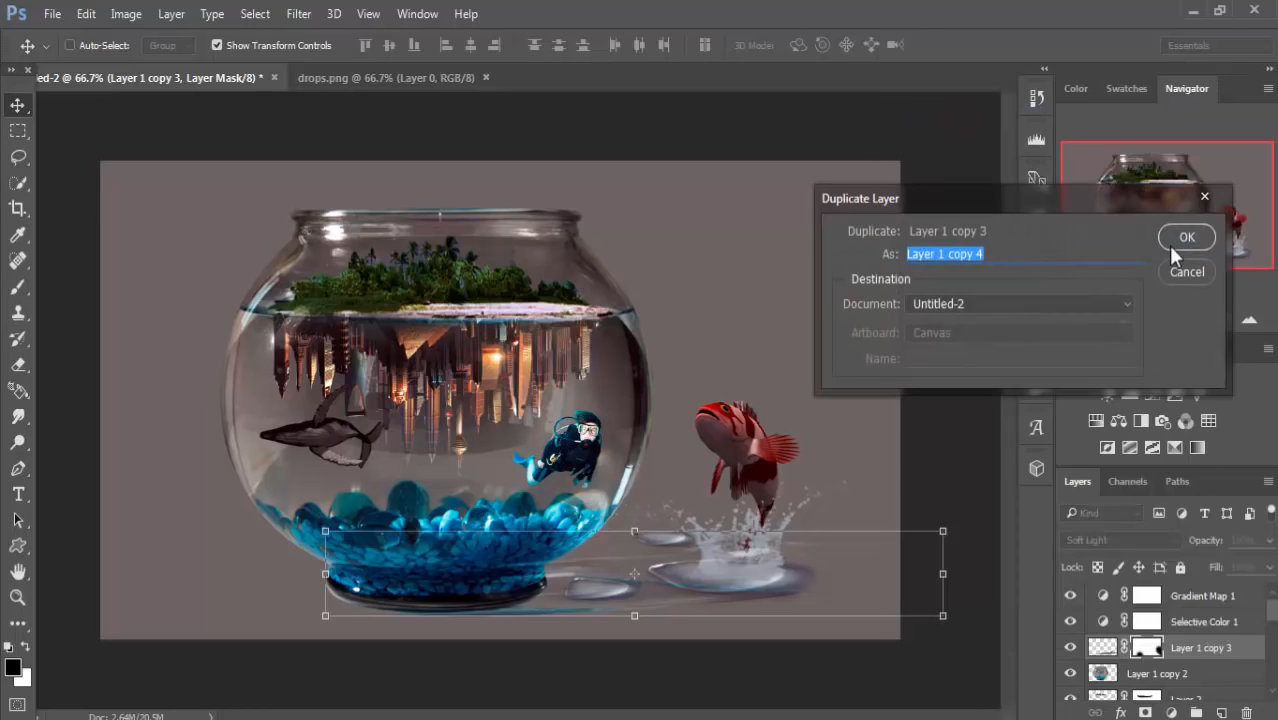 Ps File Edit Image Layer Type Select Filter 3D View Window Help
Auto-Select: Group Show Transform Controls 3D Mode: Essentials
ed-2 @ 66.7% (Layer 1 copy 3, Layer Mask/8) * × drops.png @ 66.7% (Layer 0, RGB/8) ×
Color Swatches Navigator
Duplicate Layer
Duplicate: Layer 1 copy 3
OK
As: Layer 1 copy 4
Cancel
Destination
Document: Untitled-2
Artboard: Canvas
Name:
Layers Channels Paths
Kind
Soft Light Opacity: 100%
Lock: Fill:
Gradient Map 1
Selective Color 1
Layer 1 copy 3
Layer 1 copy 2
Doc: 2.64M/20.5M